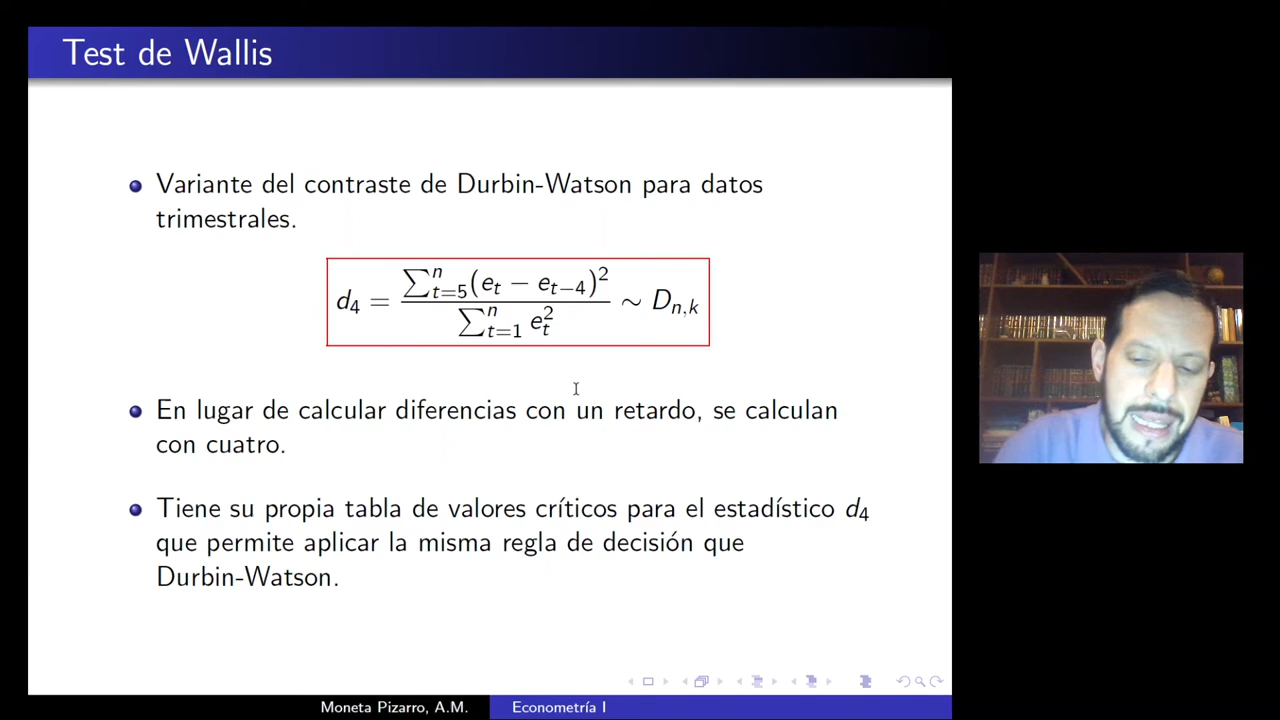 Test de Wallis
Variante del contraste de Durbin-Watson para datos
trimestrales.
d₄ = \frac{\sum_{t=5}^{n}(e_t − e_{t−4})^2}{\sum_{t=1}^{n} e_t^2} ∼ D_{n,k}
En lugar de calcular diferencias con un retardo, se calculan
con cuatro.
Tiene su propia tabla de valores críticos para el estadístico d₄
que permite aplicar la misma regla de decisión que
Durbin-Watson.
Moneta Pizarro, A.M. Econometría I